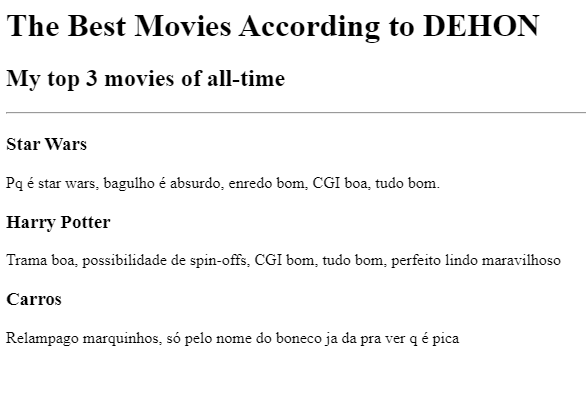 The Best Movies According to DEHON
My top 3 movies of all-time
Star Wars
Pq é star wars, bagulho é absurdo, enredo bom, CGI boa, tudo bom.
Harry Potter
Trama boa, possibilidade de spin-offs, CGI bom, tudo bom, perfeito lindo maravilhoso
Carros
Relampago marquinhos, só pelo nome do boneco ja da pra ver q é pica